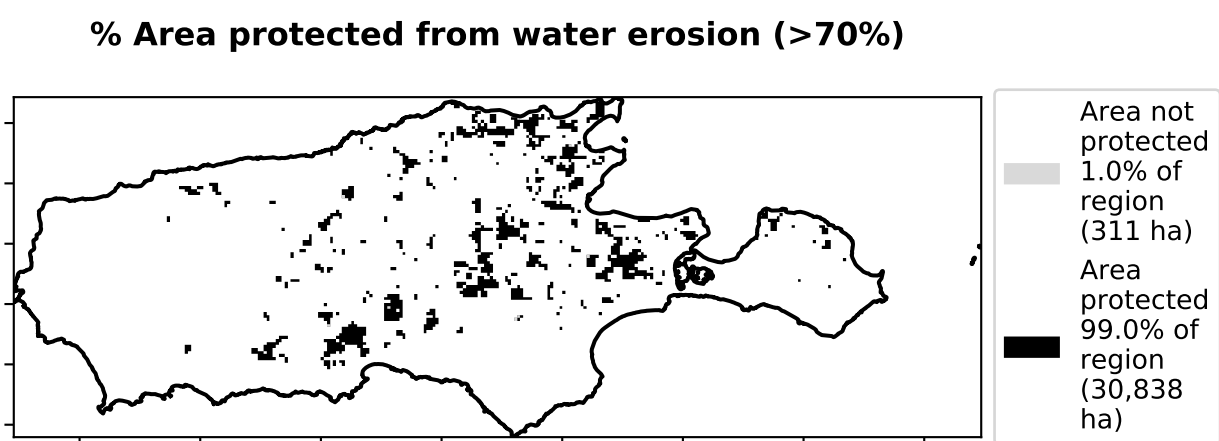 % Area protected from water erosion (>70%)
Area not
protected
1.0% of
region
(311 ha)
Area
protected
99.0% of
region
(30,838
ha)